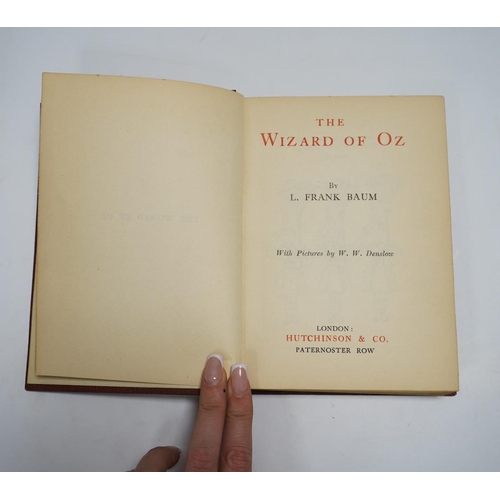 THE
WIZARD OF OZ
BY
L. FRANK BAUM
With Pictures by W. W. Denslow
LONDON:
HUTCHINSON & CO.
PATERNOSTER ROW